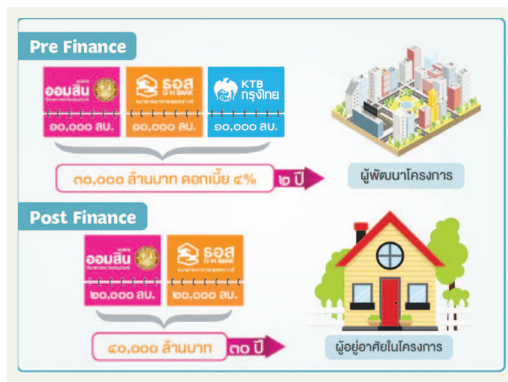 Pre Finance
ออมสิน
ธอส
G H BANK
KTB
กรุงไทย
๑๐,๐๐๐ ลบ.
๑๐,๐๐๐ ลบ.
๑๐,๐๐๐ ลบ.
๓๐,๐๐๐ ล้านบาท ดอกเบี้ย ๔% ๒ ปี
ผู้พัฒนาโครงการ
Post Finance
ออมสิน
ธอส
G H BANK
๒๐,๐๐๐ ลบ.
๒๐,๐๐๐ ลบ.
๔๐,๐๐๐ ล้านบาท ๓๐ ปี
ผู้อยู่อาศัยในโครงการ